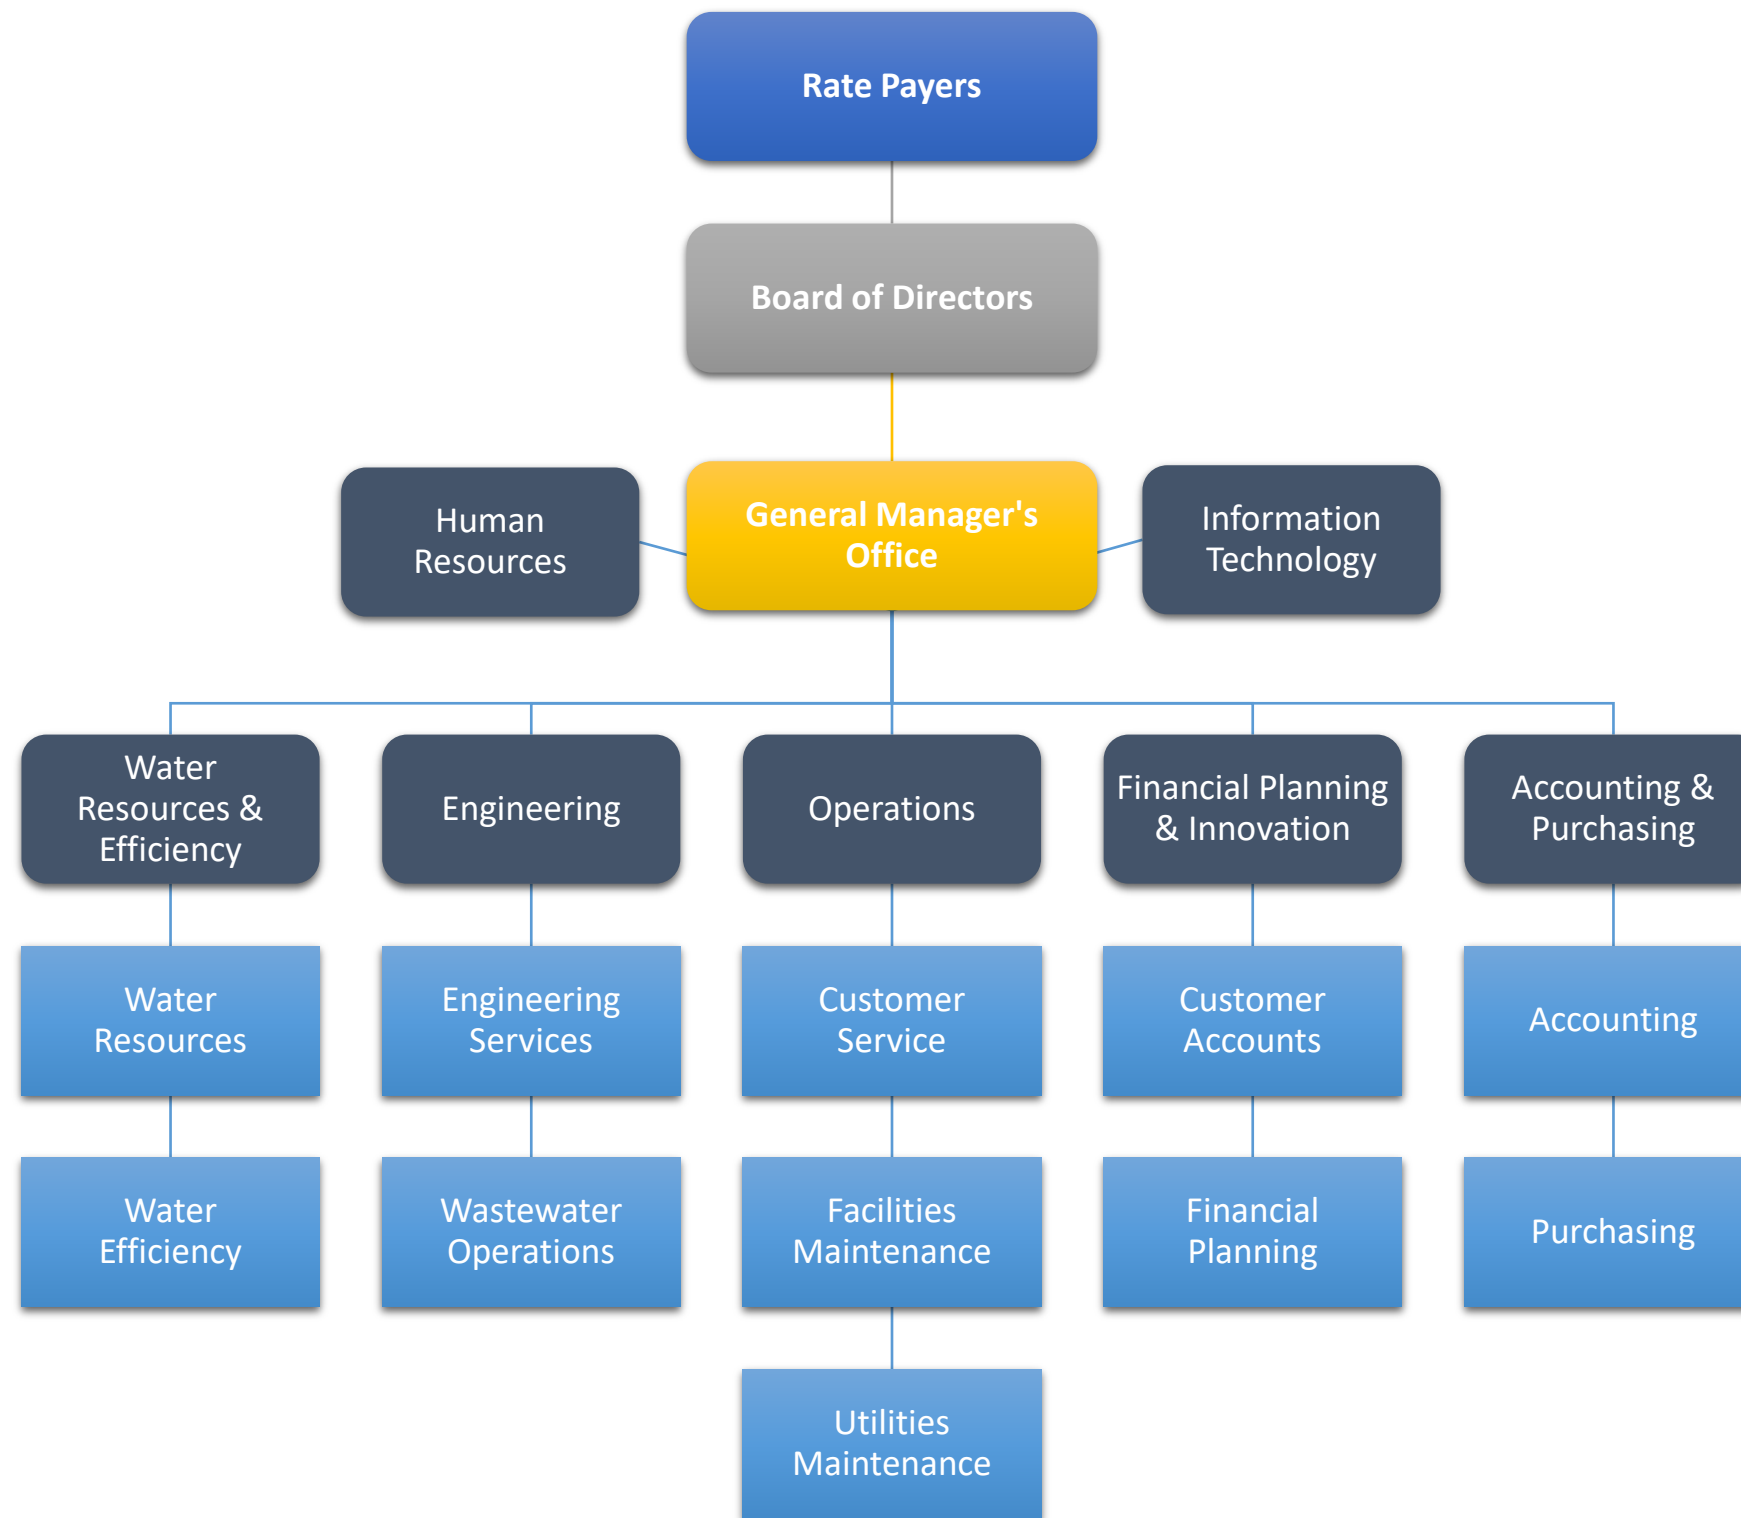 Rate Payers
Board of Directors
Human
Resources
General Manager's
Office
Information
Technology
Water
Resources &
Efficiency
Engineering
Operations
Financial Planning
& Innovation
Accounting &
Purchasing
Water
Resources
Engineering
Services
Customer
Service
Customer
Accounts
Accounting
Water
Efficiency
Wastewater
Operations
Facilities
Maintenance
Financial
Planning
Purchasing
Utilities
Maintenance